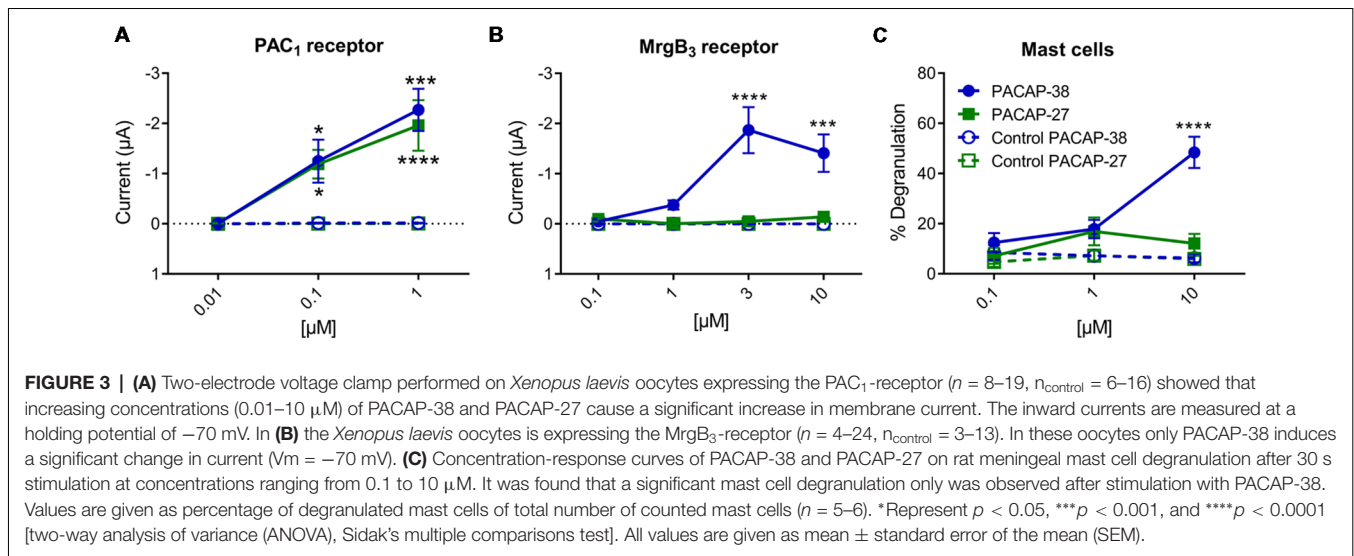 A
B
C
PAC1 receptor
MrgB3 receptor
Mast cells
Current (µA)
-3
-2
-1
0
1
***
*
*
****
0.01
0.1
1
[µM]
Current (µA)
-3
-2
-1
0
1
****
***
0.1
1
3
10
[µM]
% Degranulation
80
60
40
20
0
PACAP-38
PACAP-27
Control PACAP-38
Control PACAP-27
****
0.1
1
10
[µM]
FIGURE 3 | (A) Two-electrode voltage clamp performed on Xenopus laevis oocytes expressing the PAC1-receptor (n = 8–19, ncontrol = 6–16) showed that
increasing concentrations (0.01–10 µM) of PACAP-38 and PACAP-27 cause a significant increase in membrane current. The inward currents are measured at a
holding potential of −70 mV. In (B) the Xenopus laevis oocytes is expressing the MrgB3-receptor (n = 4–24, ncontrol = 3–13). In these oocytes only PACAP-38 induces
a significant change in current (Vm = −70 mV). (C) Concentration-response curves of PACAP-38 and PACAP-27 on rat meningeal mast cell degranulation after 30 s
stimulation at concentrations ranging from 0.1 to 10 µM. It was found that a significant mast cell degranulation only was observed after stimulation with PACAP-38.
Values are given as percentage of degranulated mast cells of total number of counted mast cells (n = 5–6). *Represent p < 0.05, ***p < 0.001, and ****p < 0.0001
[two-way analysis of variance (ANOVA), Sidak's multiple comparisons test]. All values are given as mean ± standard error of the mean (SEM).